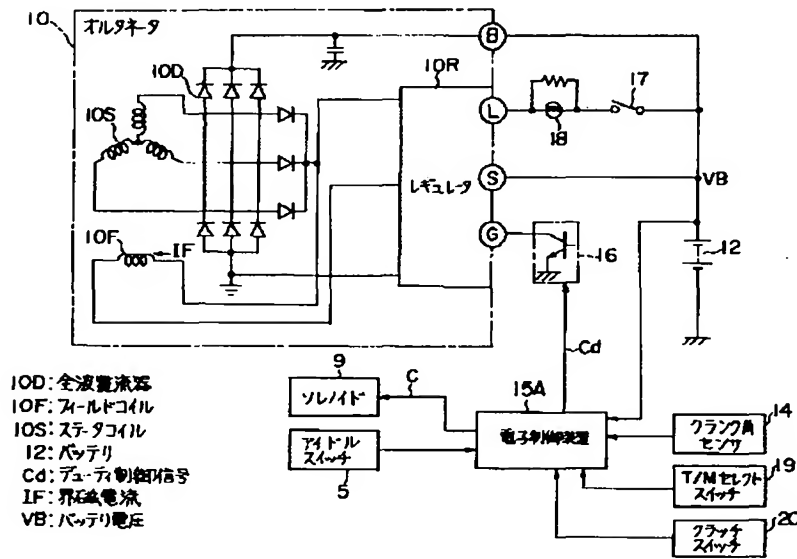 10
オルタネータ
B
10D
10R
10S
L
17
18
S
VB
レギュレータ
10F
IF
G
16
12
Cd
9
C
15A
ソレノイド
電子制御装置
クランク角
センサ
14
アイドル
スイッチ
5
T/Mセレクト
スイッチ
19
クラッチ
スイッチ
20
10D:全波整流器
10F:フィールドコイル
10S:ステータコイル
12:バッテリ
Cd:デューティ制御信号
IF:界磁電流
VB:バッテリ電圧